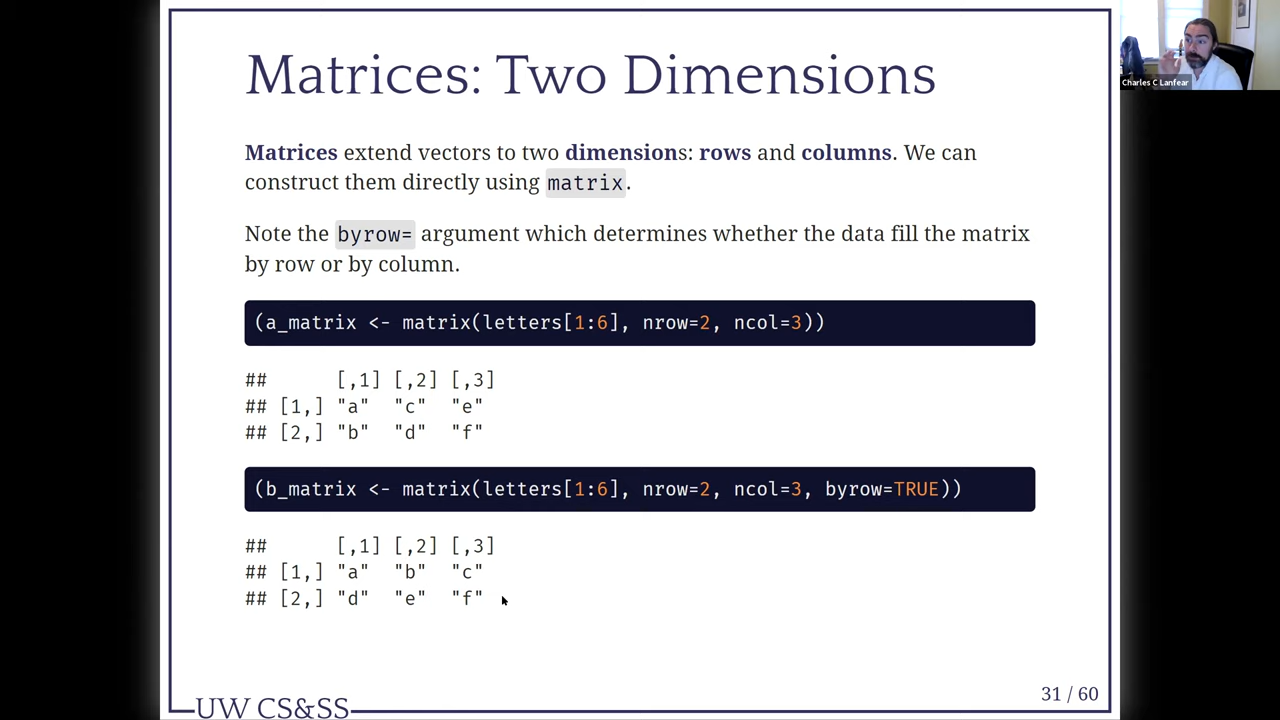 Matrices: Two Dimensions
Charles C Lanfear
Matrices extend vectors to two dimensions: rows and columns. We can
construct them directly using matrix.
Note the byrow= argument which determines whether the data fill the matrix
by row or by column.
(a_matrix <- matrix(letters[1:6], nrow=2, ncol=3))
##      [,1] [,2] [,3]
## [1,] "a"  "c"  "e"
## [2,] "b"  "d"  "f"
(b_matrix <- matrix(letters[1:6], nrow=2, ncol=3, byrow=TRUE))
##      [,1] [,2] [,3]
## [1,] "a"  "b"  "c"
## [2,] "d"  "e"  "f"
31 / 60
UW CS&SS